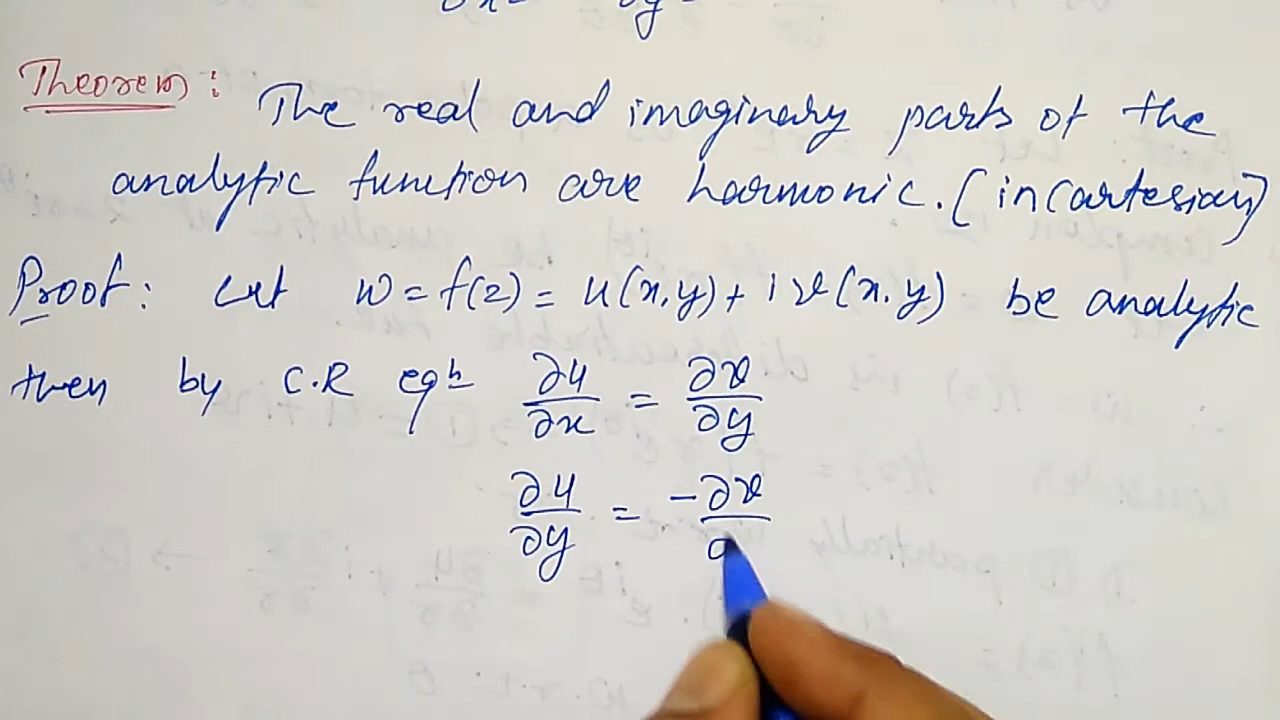 Theorem: The real and imaginary parts of the
analytic function are harmonic. (in Cartesian)
Proof: Let w = f(z) = u(x,y) + iv(x,y) be analytic
then by C.R eqn ∂u/∂x = ∂v/∂y
∂u/∂y = -∂v/∂